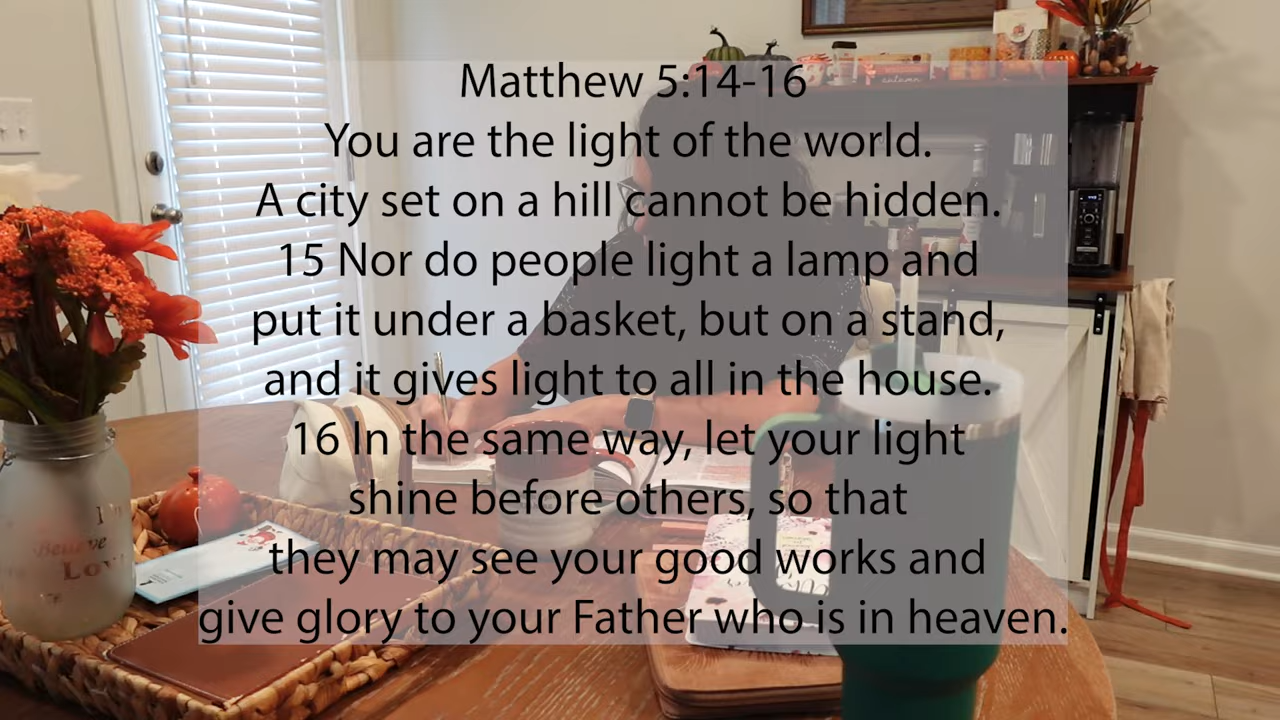 Matthew 5:14-16
You are the light of the world.
A city set on a hill cannot be hidden.
15 Nor do people light a lamp and
put it under a basket, but on a stand,
and it gives light to all in the house.
16 In the same way, let your light
shine before others, so that
they may see your good works and
give glory to your Father who is in heaven.
autumn
Believe